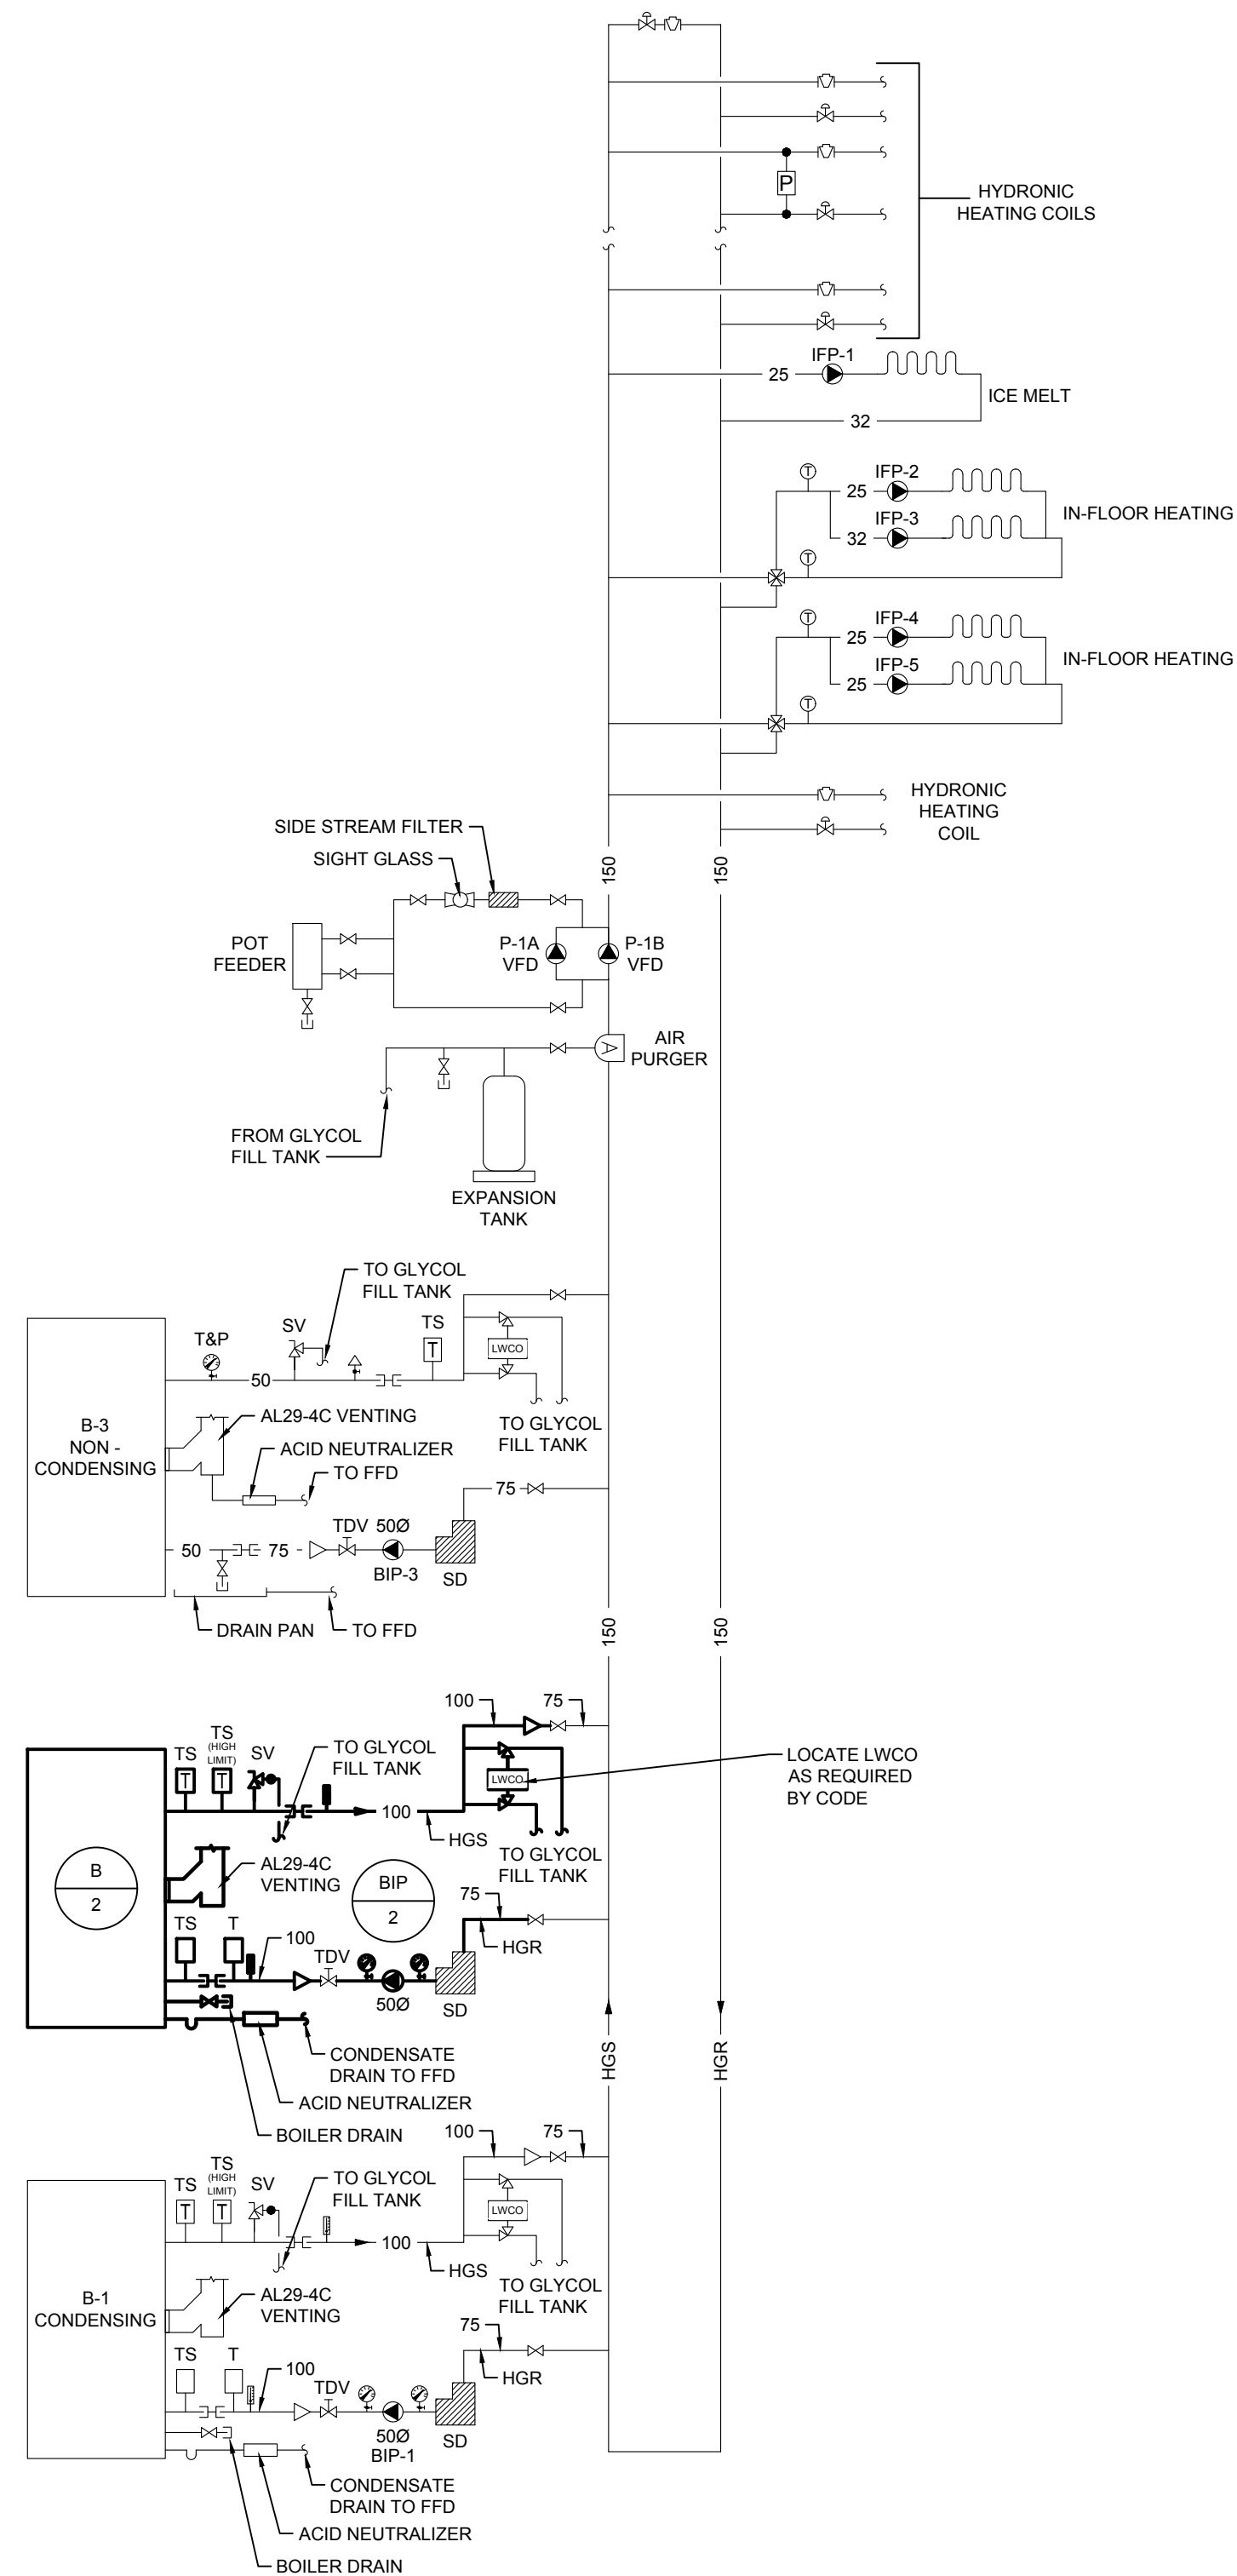 P
HYDRONIC
HEATING COILS
IFP-1
25
ICE MELT
32
T
IFP-2
25
IN-FLOOR HEATING
IFP-3
32
T
T
IFP-4
25
IN-FLOOR HEATING
IFP-5
25
T
HYDRONIC
HEATING
COIL
SIDE STREAM FILTER
SIGHT GLASS
150
150
POT
FEEDER
P-1A
VFD
P-1B
VFD
A
AIR
PURGER
FROM GLYCOL
FILL TANK
EXPANSION
TANK
TO GLYCOL
FILL TANK
T&P
SV
TS
T
LWCO
50
B-3
NON -
CONDENSING
AL29-4C VENTING
TO GLYCOL
FILL TANK
ACID NEUTRALIZER
TO FFD
75
TDV
50Ø
50
75
BIP-3
SD
DRAIN PAN
TO FFD
150
150
100
75
TS
TS
(HIGH
LIMIT)
SV
TO GLYCOL
FILL TANK
T
T
LWCO
LOCATE LWCO
AS REQUIRED
BY CODE
100
HGS
TO GLYCOL
FILL TANK
B
2
AL29-4C
VENTING
BIP
2
75
TS
T
100
TDV
HGR
50Ø
SD
CONDENSATE
DRAIN TO FFD
ACID NEUTRALIZER
BOILER DRAIN
HGS
HGR
100
75
TS
TS
(HIGH
LIMIT)
SV
TO GLYCOL
FILL TANK
T
T
LWCO
100
HGS
TO GLYCOL
FILL TANK
B-1
CONDENSING
AL29-4C
VENTING
75
TS
T
100
TDV
HGR
50Ø
BIP-1
SD
CONDENSATE
DRAIN TO FFD
ACID NEUTRALIZER
BOILER DRAIN